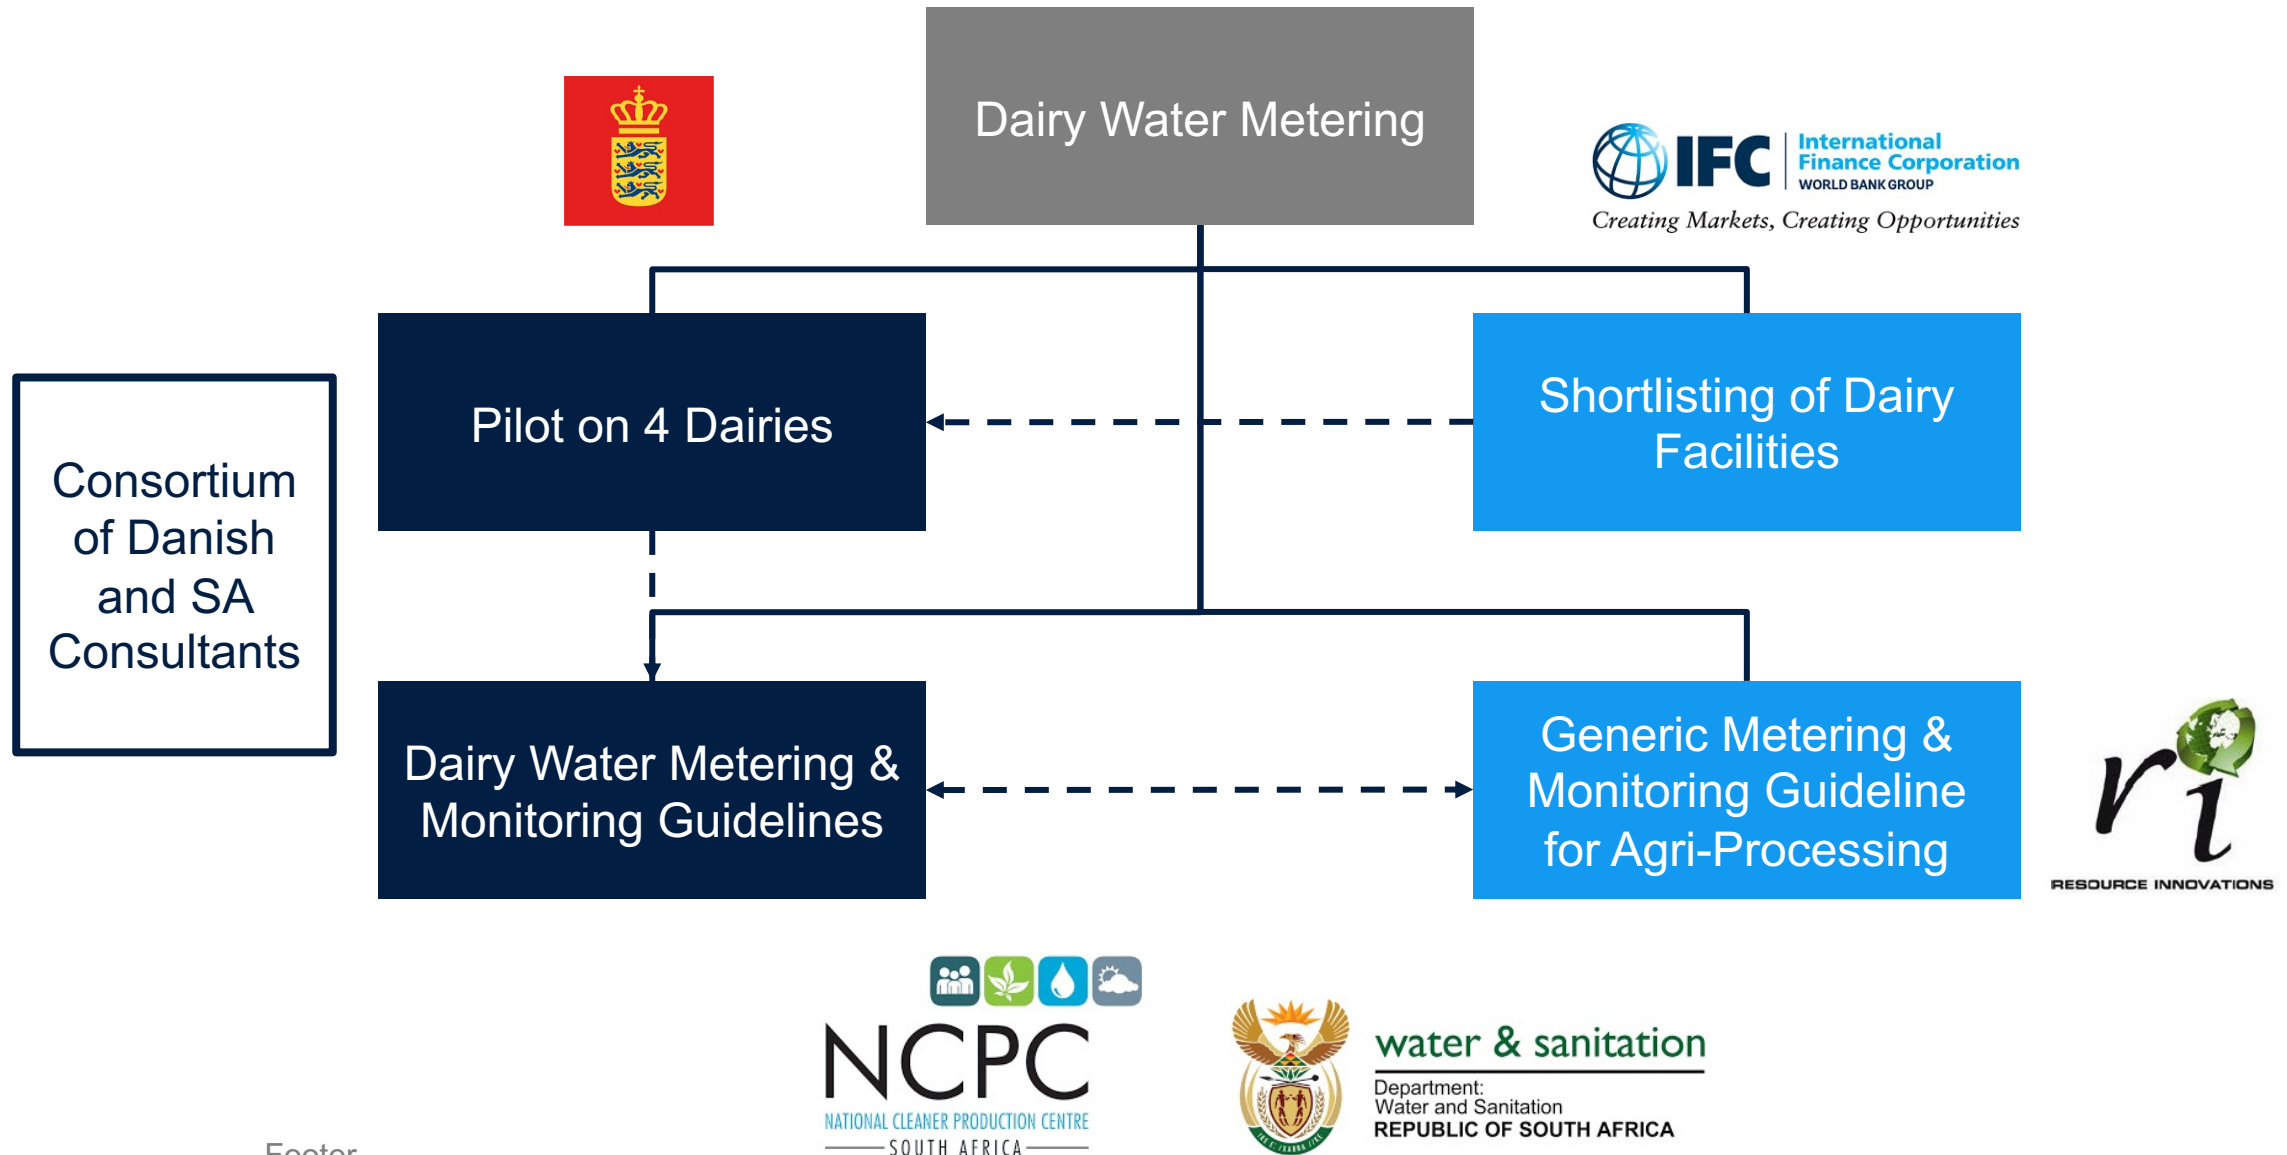 Dairy Water Metering
IFC
International
Finance Corporation
WORLD BANK GROUP
Creating Markets, Creating Opportunities
Pilot on 4 Dairies
Shortlisting of Dairy
Facilities
Consortium
of Danish
and SA
Consultants
Dairy Water Metering &
Monitoring Guidelines
Generic Metering &
Monitoring Guideline
for Agri-Processing
ri
RESOURCE INNOVATIONS
NCPC
NATIONAL CLEANER PRODUCTION CENTRE
SOUTH AFRICA
water & sanitation
Department:
Water and Sanitation
REPUBLIC OF SOUTH AFRICA
Footer